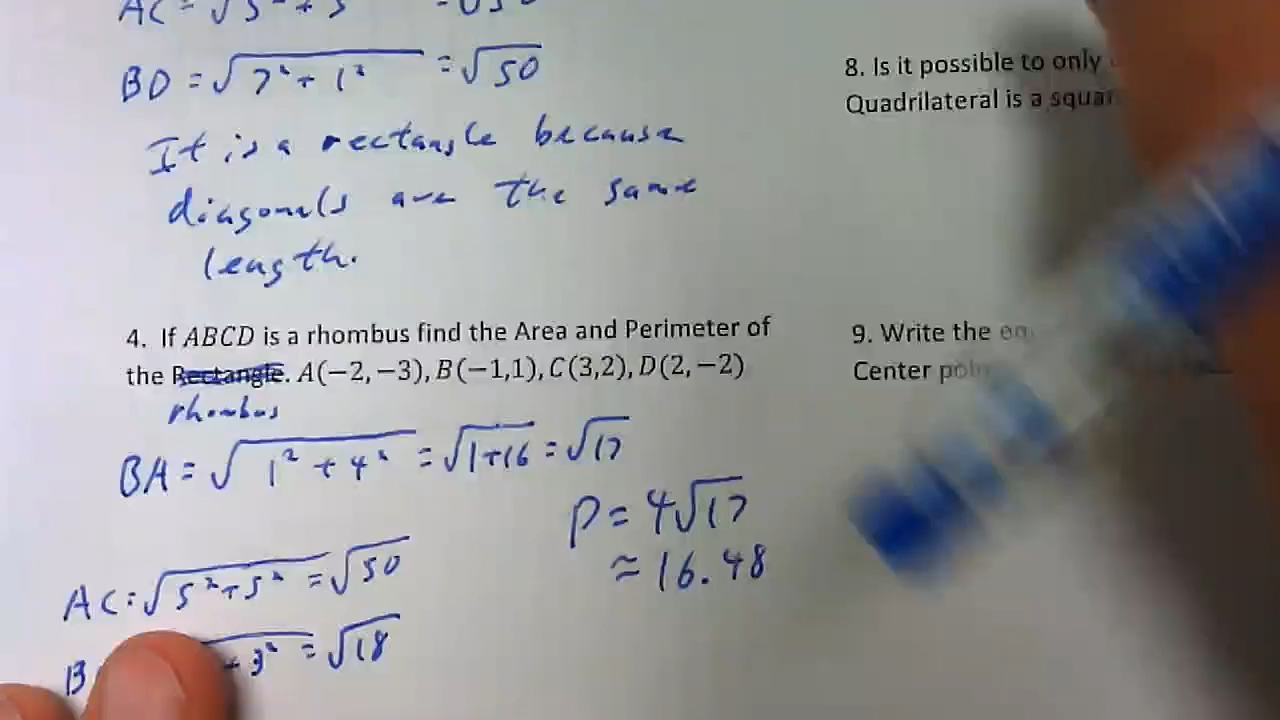 BD = √7² + 1² = √50
It is a rectangle because
diagonals are the same
length.
4. If ABCD is a rhombus find the Area and Perimeter of
the Rectangle. A(−2, −3), B(−1,1), C(3,2), D(2, −2)
rhombus
BA = √1² + 4² = √1+16 = √17
P = 4√17
≈ 16.48
AC = √5² + 5² = √50
B + 3² = √18
8. Is it possible to only
Quadrilateral is a
9. Write the
Center